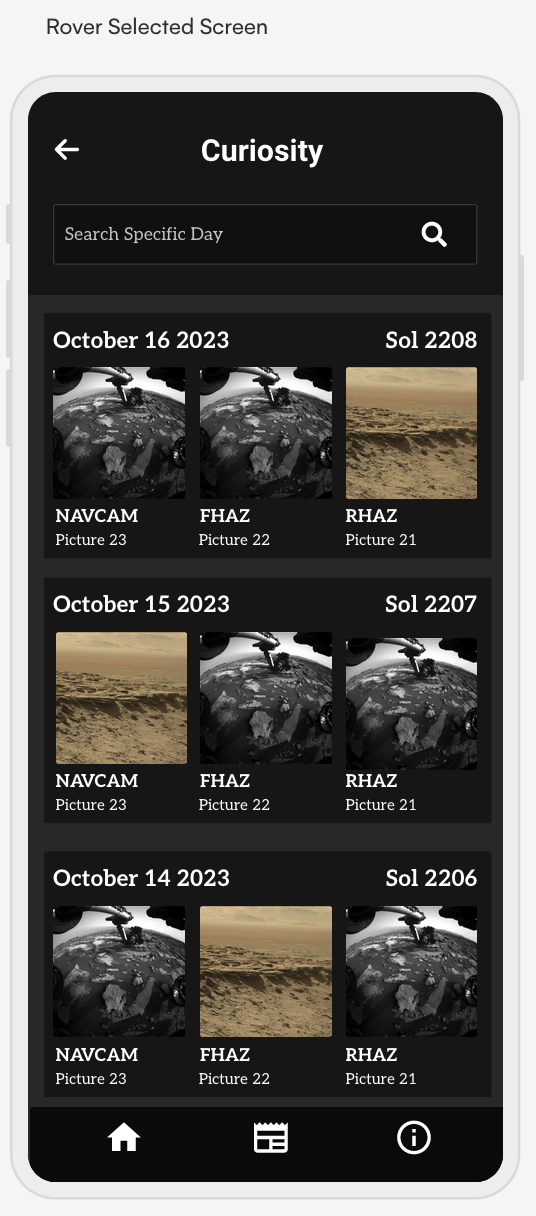 Rover Selected Screen
Curiosity
Search Specific Day
October 16 2023 Sol 2208
NAVCAM FHAZ RHAZ
Picture 23 Picture 22 Picture 21
October 15 2023 Sol 2207
NAVCAM FHAZ RHAZ
Picture 23 Picture 22 Picture 21
October 14 2023 Sol 2206
NAVCAM FHAZ RHAZ
Picture 23 Picture 22 Picture 21